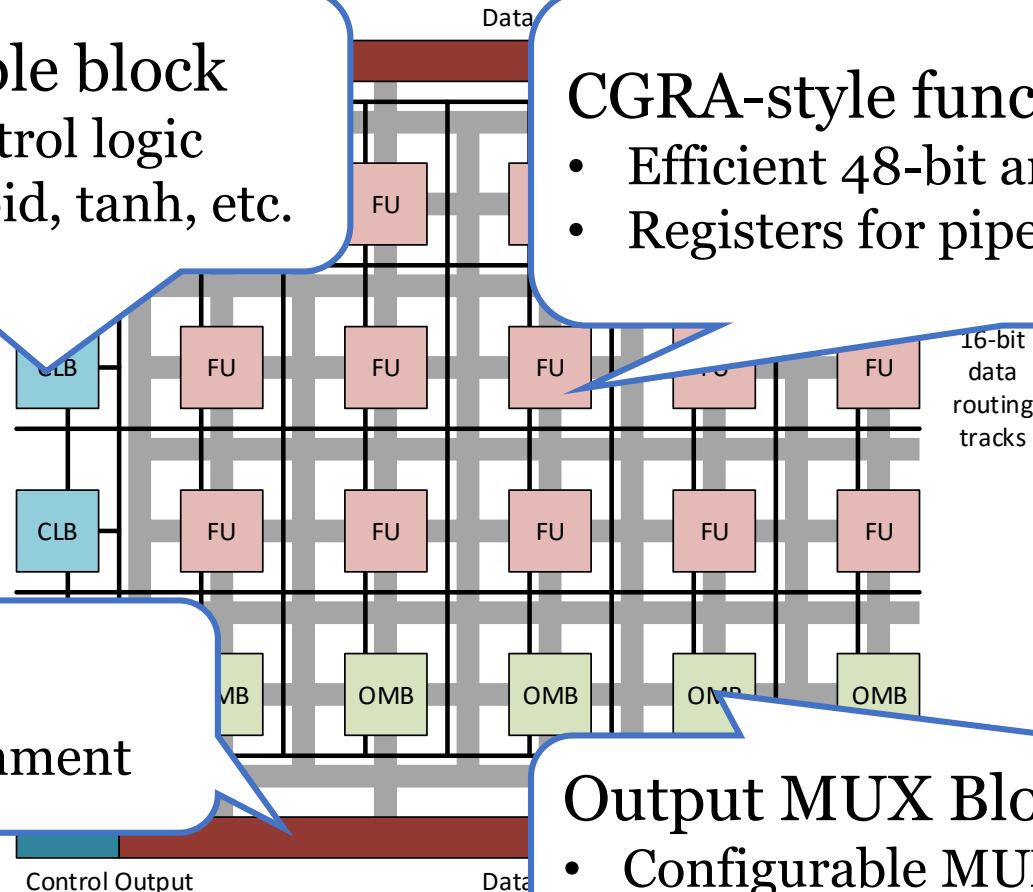 Data
ble block
trol logic
id, tanh, etc.
CGRA-style func
• Efficient 48-bit a
• Registers for pipe
FU
16-bit
data
routing
tracks
CLB
FU
FU
FU
FU
FU
CLB
FU
FU
FU
FU
FU
MB
OMB
OMB
OMB
OMB
nment
Output MUX Blo
• Configurable MU
Control Output
Data